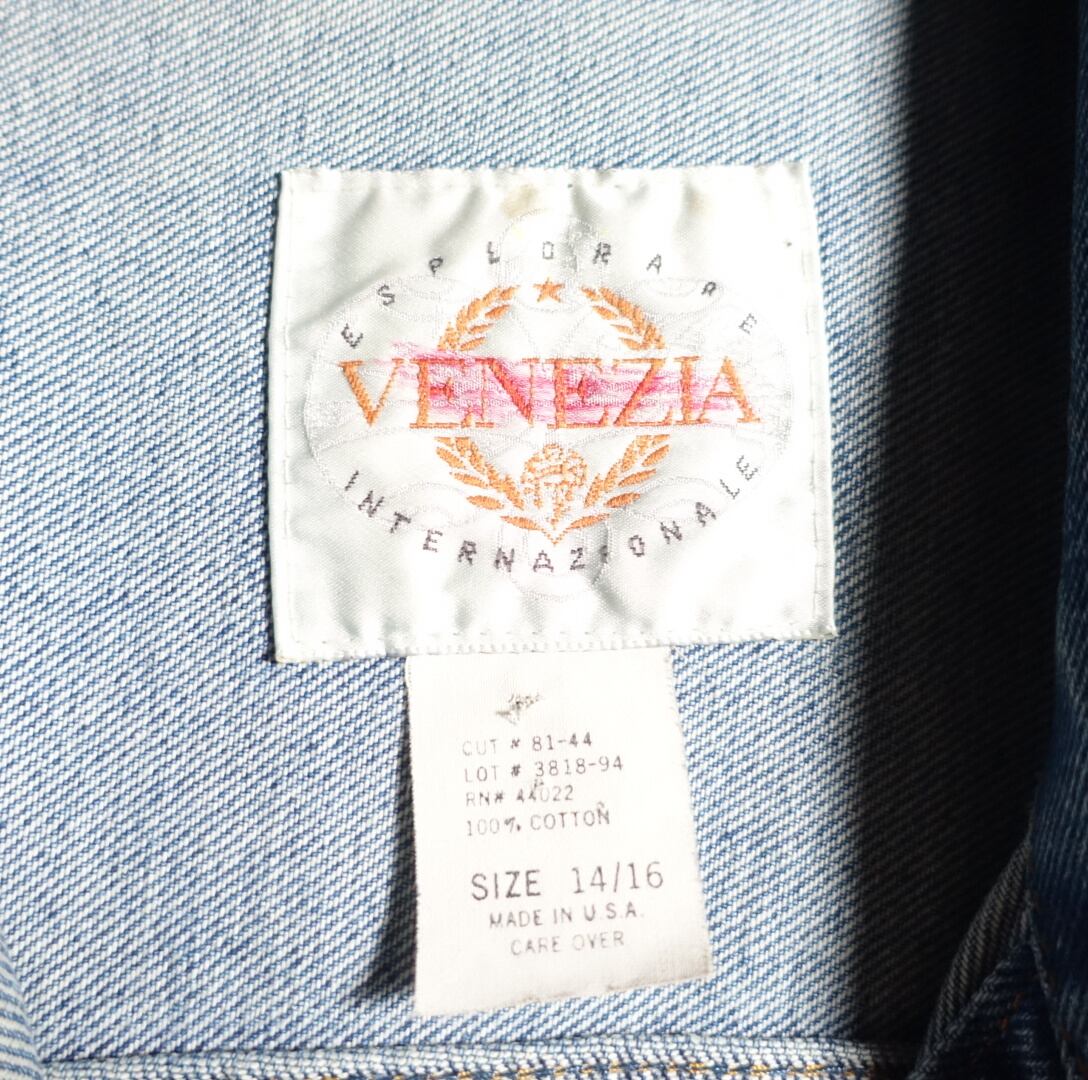 ESPLORARE
VENEZIA
INTERNAZIONALE
CUT # 81-44
LOT # 3818-94
RN# 44022
100% COTTON
SIZE 14/16
MADE IN U.S.A.
CARE OVER